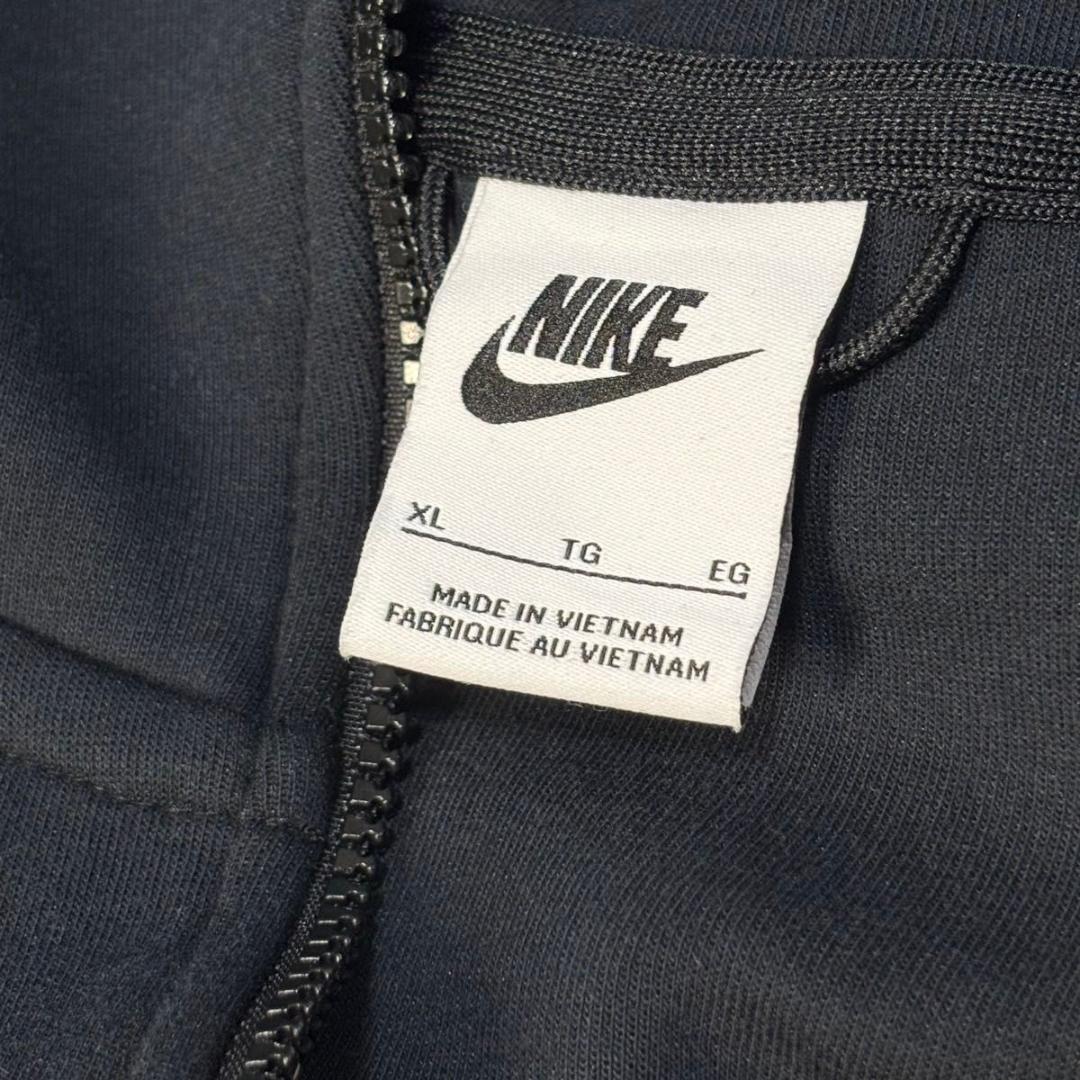 NIKE
XL TG EG
MADE IN VIETNAM
FABRIQUE AU VIETNAM